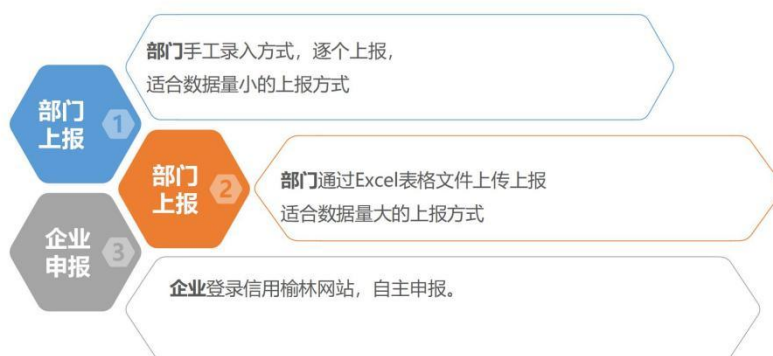 部门手工录入方式，逐个上报，
适合数据量小的上报方式
部门
上报
1
部门
上报
2
部门通过Excel表格文件上传上报
适合数据量大的上报方式
企业
申报
3
企业登录信用榆林网站，自主申报。